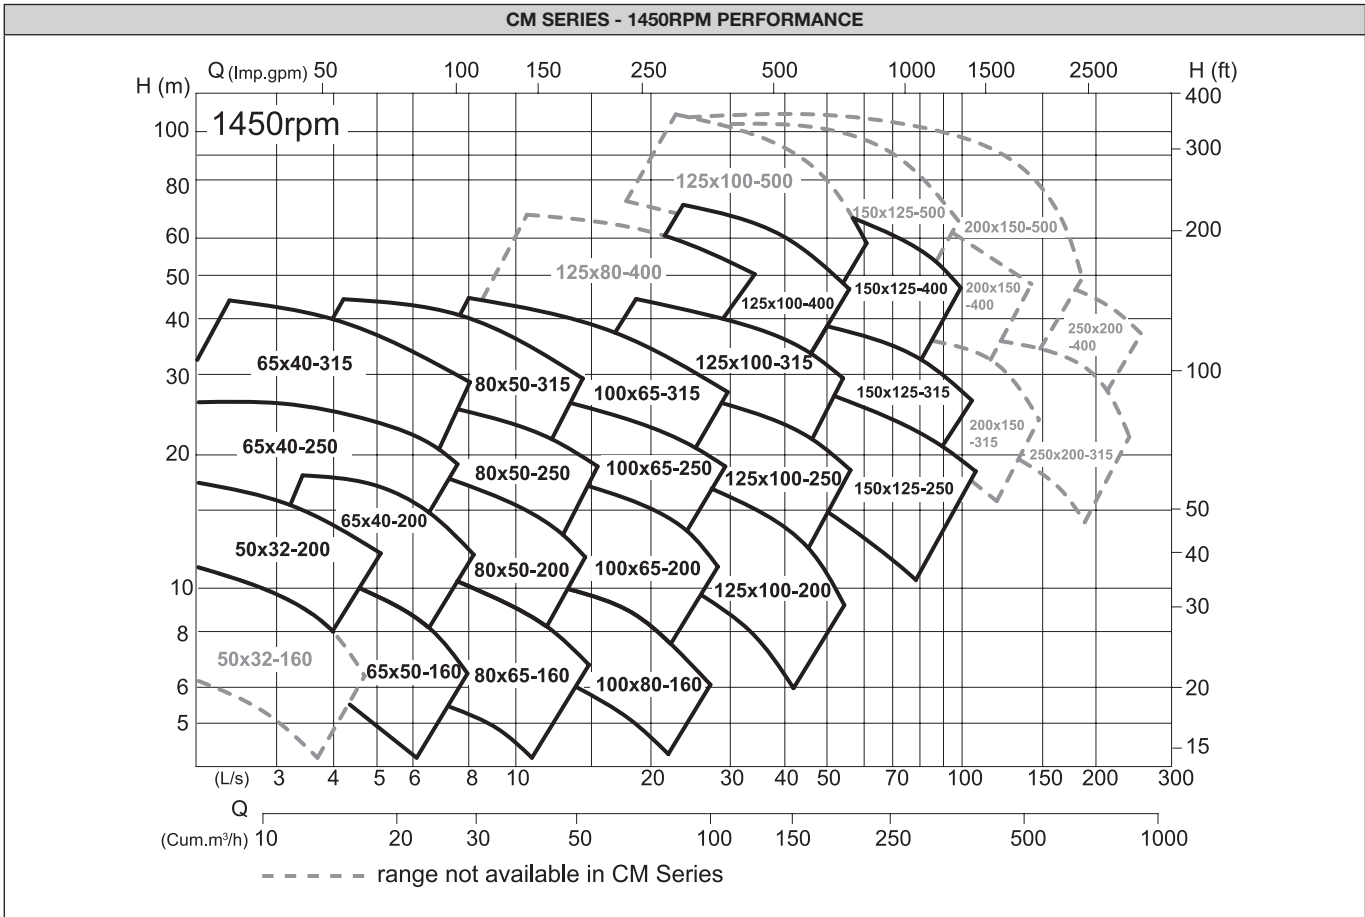 CM SERIES - 1450RPM PERFORMANCE
Q (Imp.gpm) 50 100 150 250 500 1000 1500 2500 H (ft)
H (m)
400
1450rpm
100
300
125x100-500
80
150x125-500
200x150-500
60
200
50
125x80-400
150x125-400
200x150
-400
125x100-400
40
250x200
-400
65x40-315
125x100-315
30
100
80x50-315
100x65-315
150x125-315
200x150
-315
65x40-250
20
250x200-315
80x50-250
100x65-250
125x100-250
150x125-250
50
65x40-200
50x32-200
40
80x50-200
100x65-200
10
125x100-200
30
8
50x32-160
65x50-160
80x65-160
100x80-160
6
20
5
15
(L/s) 3 4 5 6 8 10 20 30 40 50 70 100 150 200 300
Q
(Cum.m³/h) 10 20 30 50 100 150 250 500 1000
range not available in CM Series